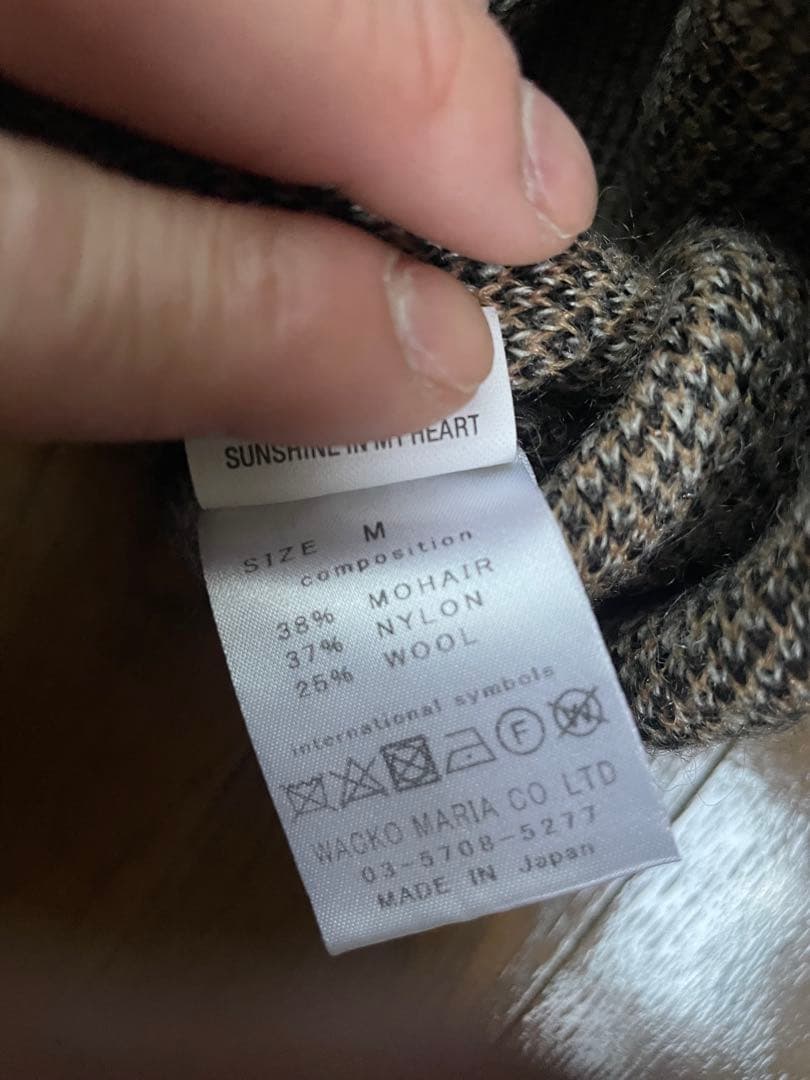 SUNSHINE IN MY HEART
SIZE M
composition
38% MOHAIR
37% NYLON
25% WOOL
international symbols
F W
WACKO MARIA CO LTD
03-5708-5277
MADE IN Japan